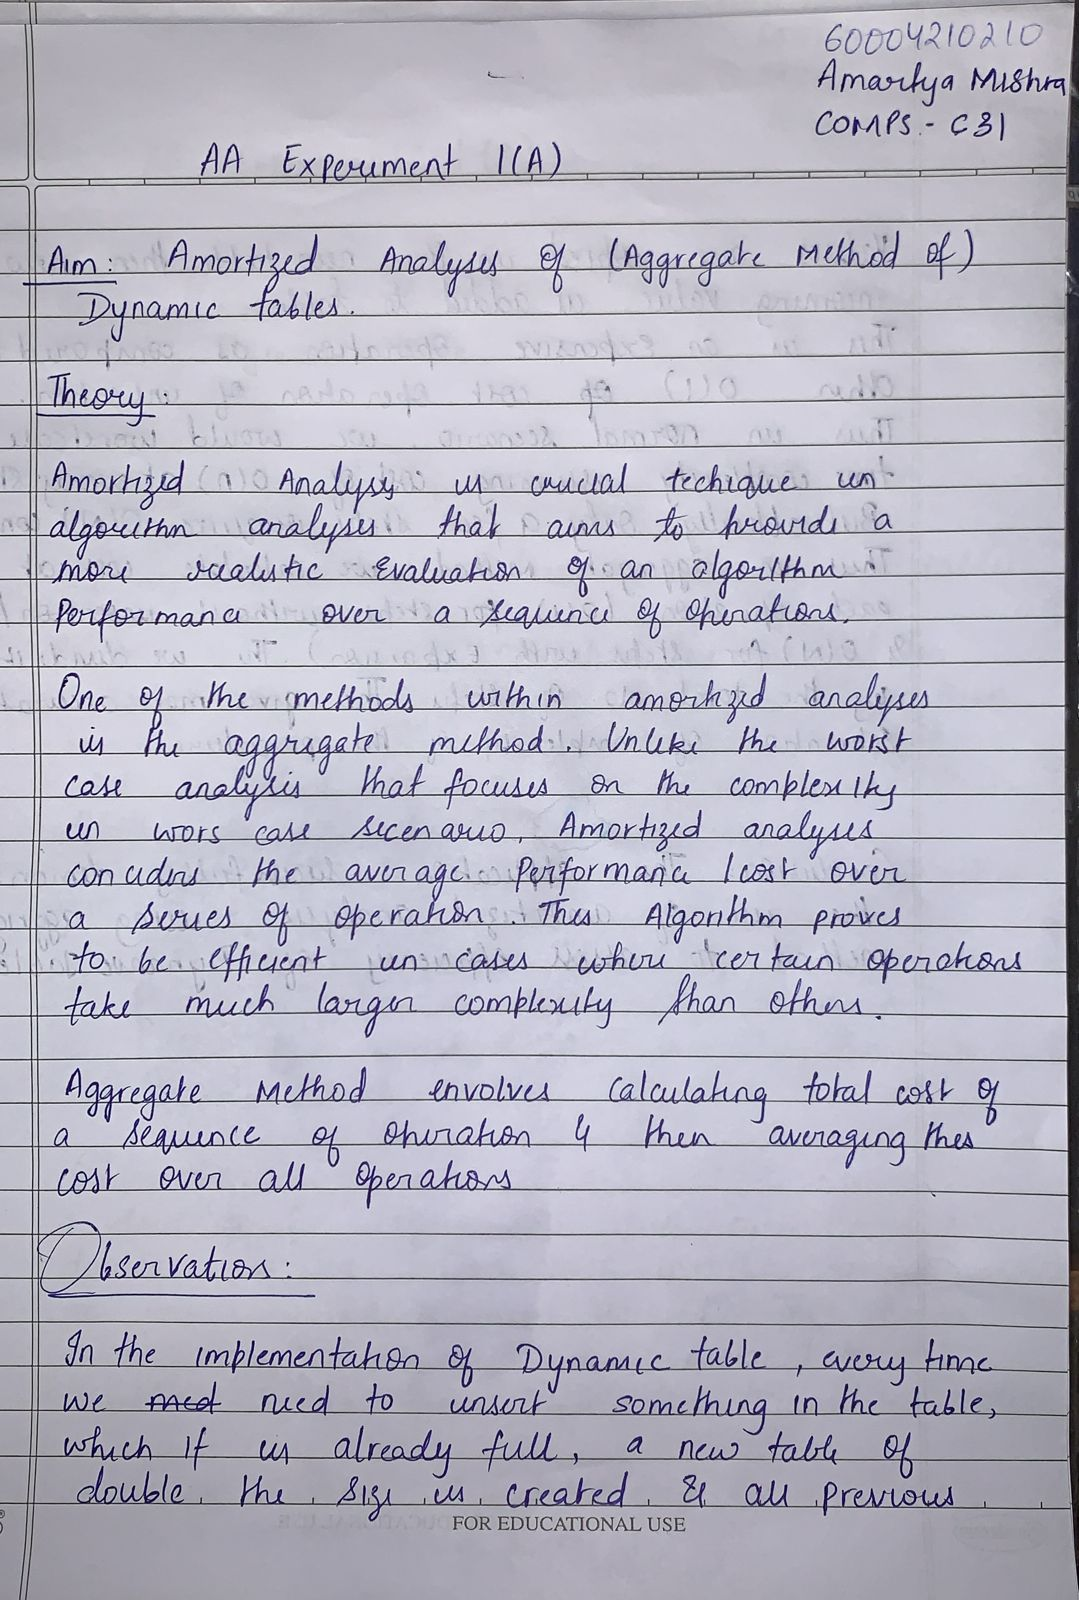 60004210210
Amartya Mishra
COMPS - C31
AA Experiment 1(A)
Aim: Amortized Analyses of (Aggregate Method of)
Dynamic tables.
Theory:
Amortized Analysis is crucial techique in
algorithm analyses that aims to provide a
more realistic Evaluation of an algorithm
Performance over a sequence of operations.
One of the methods within amortized analyses
is the aggregate method. Unlike the worst
case analysis that focuses on the complexity
in wors case secenario, Amortized analyses
conciders the average Performance / cost over
a series of operation. This Algorithm proves
to be efficient in cases where certain operations
take much larger complexity than others.
Aggregate Method involves calculating total cost of
a sequence of operation & then averaging this
cost over all operations
Observation:
In the implementation of Dynamic table, every time
we need to insert something in the table,
which if is already full, a new table of
double the size is created & all previous
FOR EDUCATIONAL USE